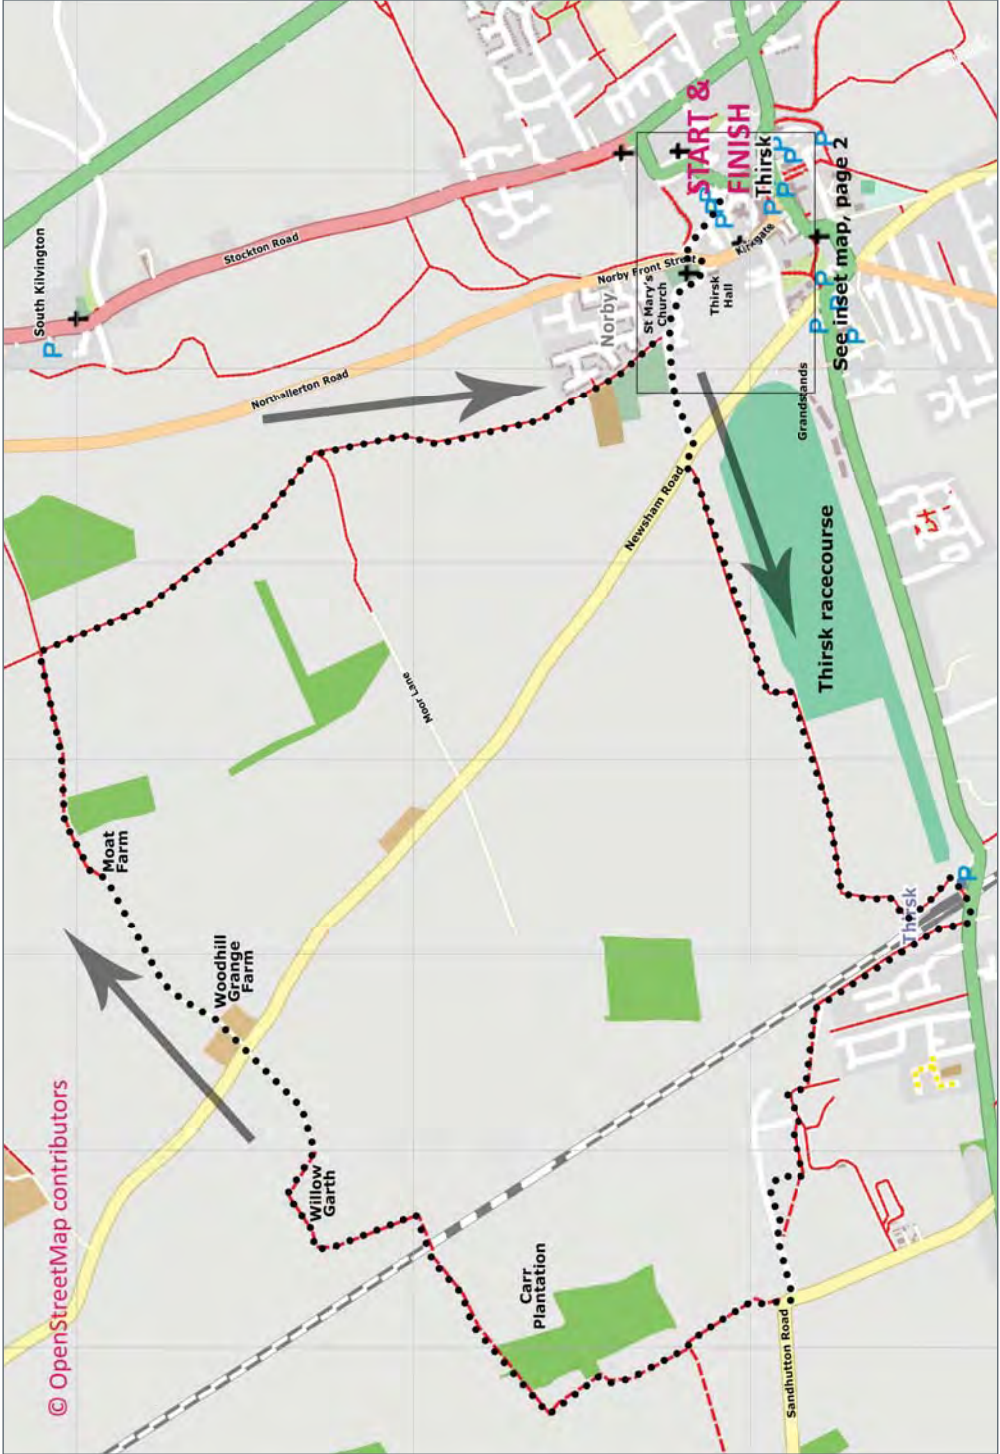 © OpenStreetMap contributors
South Kilvington
P
Stockton Road
Northallerton Road
Norby Front Street
Norby
St Mary's
Church
Thirsk
Hall
Kirkgate
START &
FINISH
Thirsk
P
P
P
P
P
P
P
P
P
P
P
P
P
See inset map, page 2
Grandstands
Thirsk racecourse
Newsham Road
Moor Lane
Moat
Farm
Woodhill
Grange
Farm
Willow
Garth
Carr
Plantation
Sandhutton Road
Thirsk
P